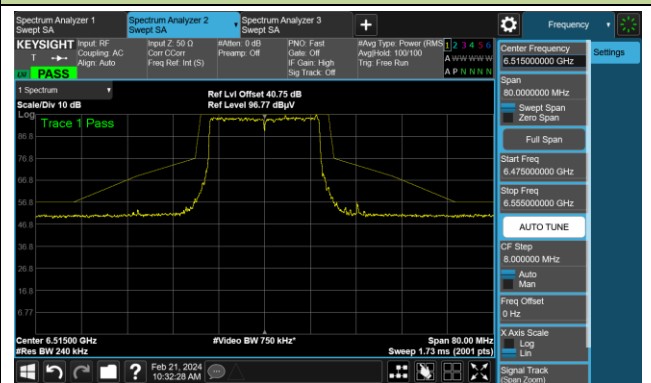 Spectrum Analyzer 1
Swept SA
Spectrum Analyzer 2
Swept SA
Spectrum Analyzer 3
Swept SA
+
Frequency
KEYSIGHT
T
PASS
Input: RF
Coupling: AC
Align: Auto
Input Z: 50 Ω
Corr CCorr
Freq Ref: Int (S)
#Atten: 0 dB
Preamp: Off
PNO: Fast
Gate: Off
IF Gain: High
Sig Track: Off
#Avg Type: Power (RMS
Avg|Hold: 100/100
Trig: Free Run
1 2 3 4 5 6
A W W W W W
A P N N N N
1 Spectrum
Scale/Div 10 dB
Log
Ref Lvl Offset 40.75 dB
Ref Level 96.77 dBµV
Trace 1 Pass
86.8
76.8
66.8
56.8
46.8
36.8
26.8
16.8
6.77
Center 6.51500 GHz
#Res BW 240 kHz
#Video BW 750 kHz*
Span 80.00 MHz
Sweep 1.73 ms (2001 pts)
Feb 21, 2024
10:32:28 AM
?
Center Frequency
6.515000000 GHz
Settings
Span
80.0000000 MHz
Swept Span
Zero Span
Full Span
Start Freq
6.475000000 GHz
Stop Freq
6.555000000 GHz
AUTO TUNE
CF Step
8.000000 MHz
Auto
Man
Freq Offset
0 Hz
X Axis Scale
Log
Lin
Signal Track
(Span Zoom)